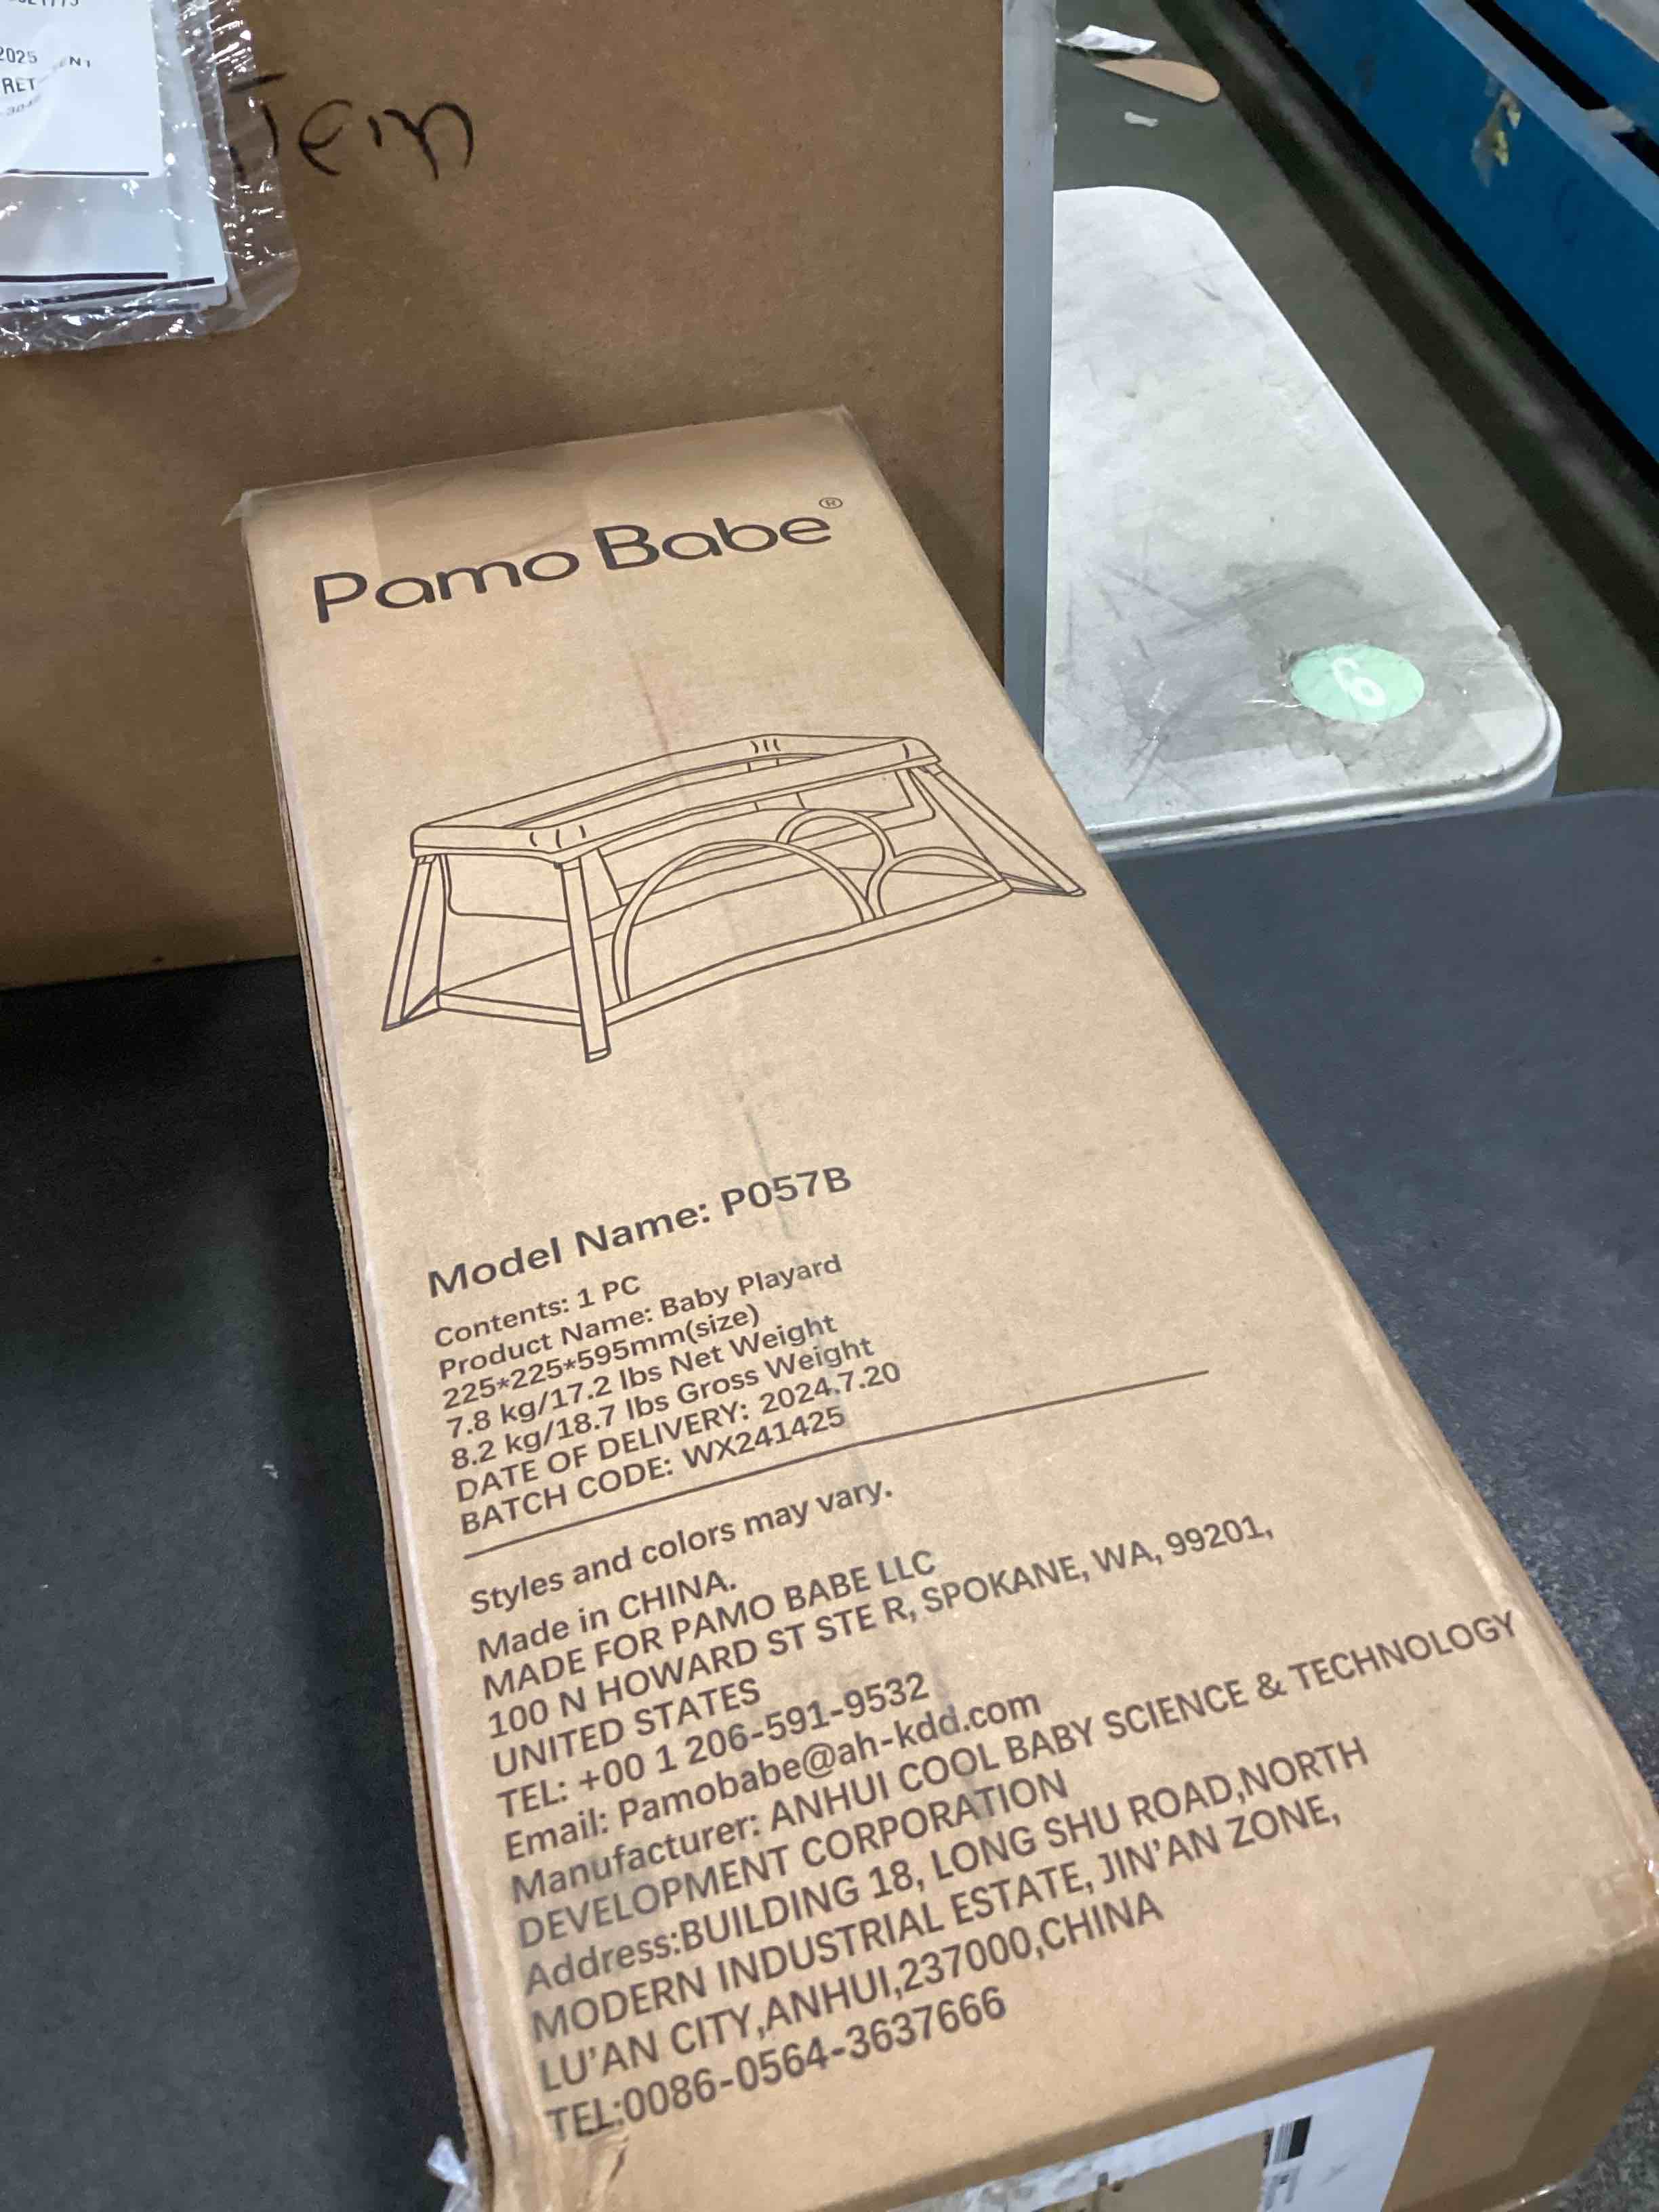 2025
RET
Tem
Pamo Babe®
Model Name: P057B
Contents: 1 PC
Product Name: Baby Playard
225*225*595mm(size)
7.8 kg/17.2 lbs Net Weight
8.2 kg/18.7 lbs Gross Weight
DATE OF DELIVERY: 2024.7.20
BATCH CODE: WX241425
Styles and colors may vary.
Made in CHINA.
MADE FOR PAMO BABE LLC
100 N HOWARD ST STE R, SPOKANE, WA, 99201,
UNITED STATES
TEL: +00 1 206-591-9532
Email: Pamobabe@ah-kdd.com
Manufacturer: ANHUI COOL BABY SCIENCE & TECHNOLOGY
DEVELOPMENT CORPORATION
Address:BUILDING 18, LONG SHU ROAD,NORTH
MODERN INDUSTRIAL ESTATE, JIN'AN ZONE,
LU'AN CITY,ANHUI,237000,CHINA
TEL:0086-0564-3637666